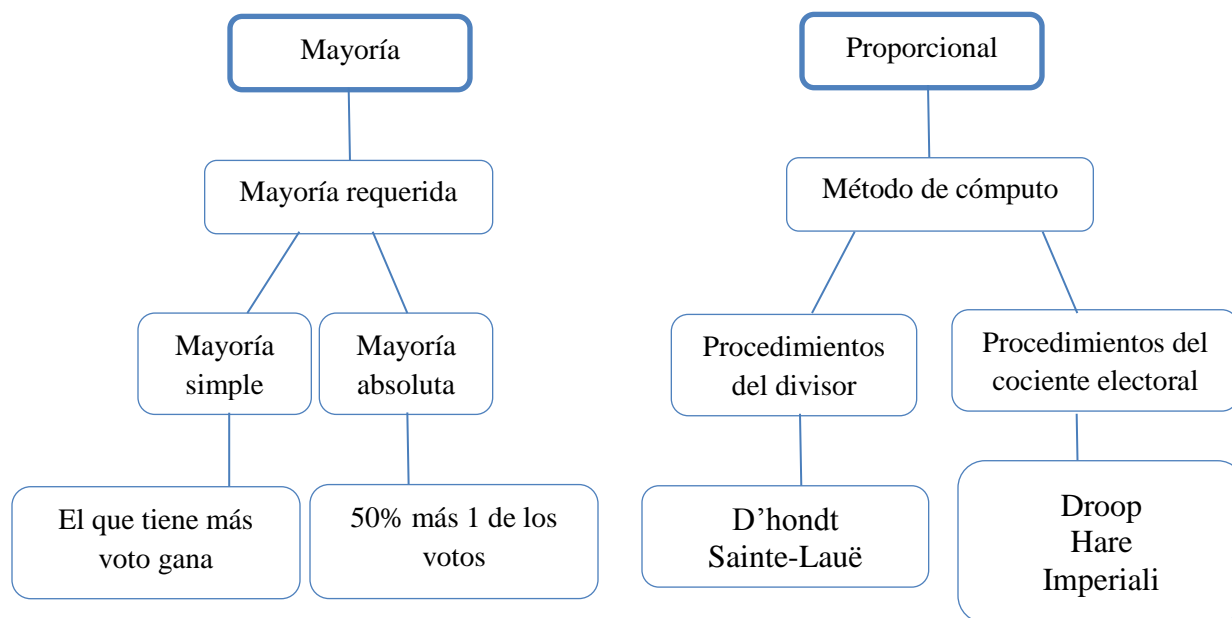 Mayoría
Proporcional
Mayoría requerida
Método de cómputo
Mayoría
simple
Mayoría
absoluta
Procedimientos
del divisor
Procedimientos del
cociente electoral
El que tiene más
voto gana
50% más 1 de los
votos
D’hondt
Sainte-Lauë
Droop
Hare
Imperiali